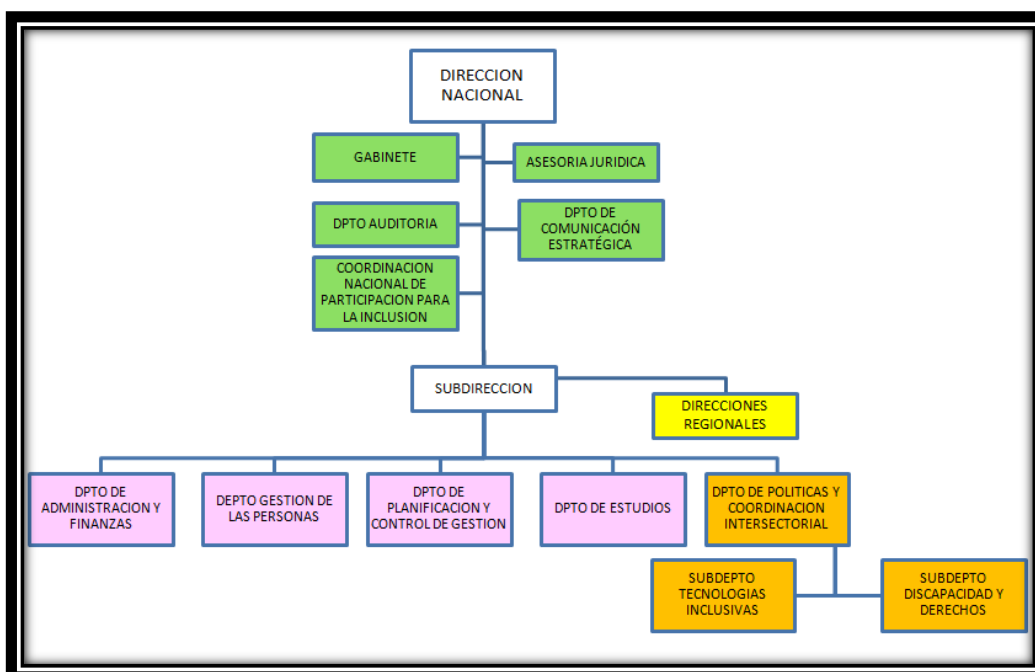 DIRECCION
NACIONAL
GABINETE
ASESORIA JURIDICA
DPTO AUDITORIA
DPTO DE
COMUNICACIÓN
ESTRATÉGICA
COORDINACION
NACIONAL DE
PARTICIPACION PARA
LA INCLUSION
SUBDIRECCION
DIRECCIONES
REGIONALES
DPTO DE
ADMINISTRACION Y
FINANZAS
DEPTO GESTION DE
LAS PERSONAS
DPTO DE
PLANIFICACION Y
CONTROL DE GESTION
DPTO DE ESTUDIOS
DPTO DE POLITICAS Y
COORDINACION
INTERSECTORIAL
SUBDEPTO
TECNOLOGIAS
INCLUSIVAS
SUBDEPTO
DISCAPACIDAD Y
DERECHOS